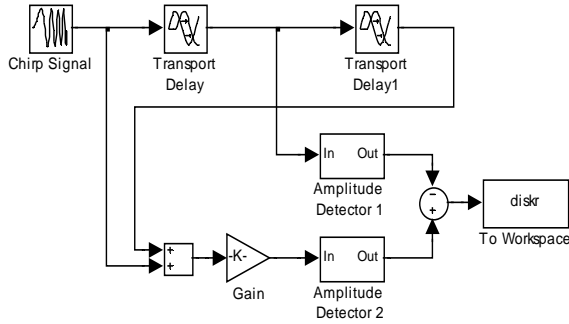 Chirp Signal
Transport
Delay
Transport
Delay1
In Out
Amplitude
Detector 1
−
+
diskr
To Workspace
+
+
-K-
Gain
In Out
Amplitude
Detector 2